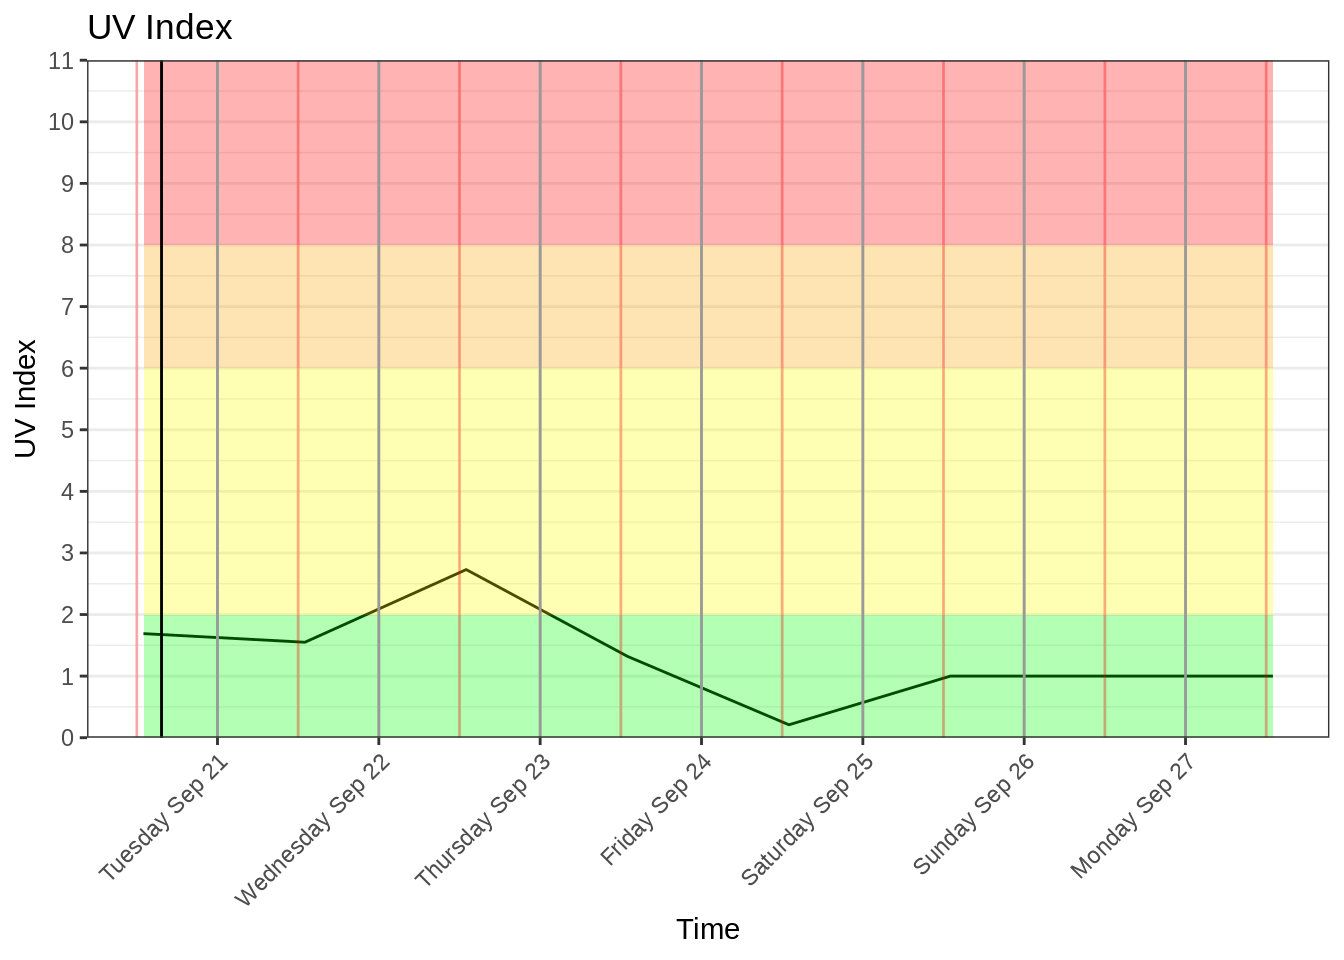 UV Index
11
10
9
8
7
6
5
4
3
2
1
0
UV Index
Tuesday Sep 21
Wednesday Sep 22
Thursday Sep 23
Friday Sep 24
Saturday Sep 25
Sunday Sep 26
Monday Sep 27
Time